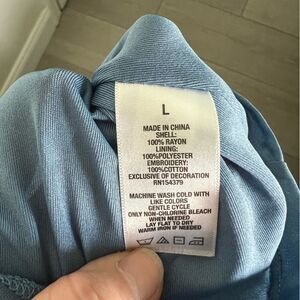 L
MADE IN CHINA
SHELL:
100% RAYON
LINING:
100%POLYESTER
EMBROIDERY:
100%COTTON
EXCLUSIVE OF DECORATION
RN154379
MACHINE WASH COLD WITH
LIKE COLORS
GENTLE CYCLE
ONLY NON-CHLORINE BLEACH
WHEN NEEDED
LAY FLAT TO DRY
WARM IRON IF NEEDED